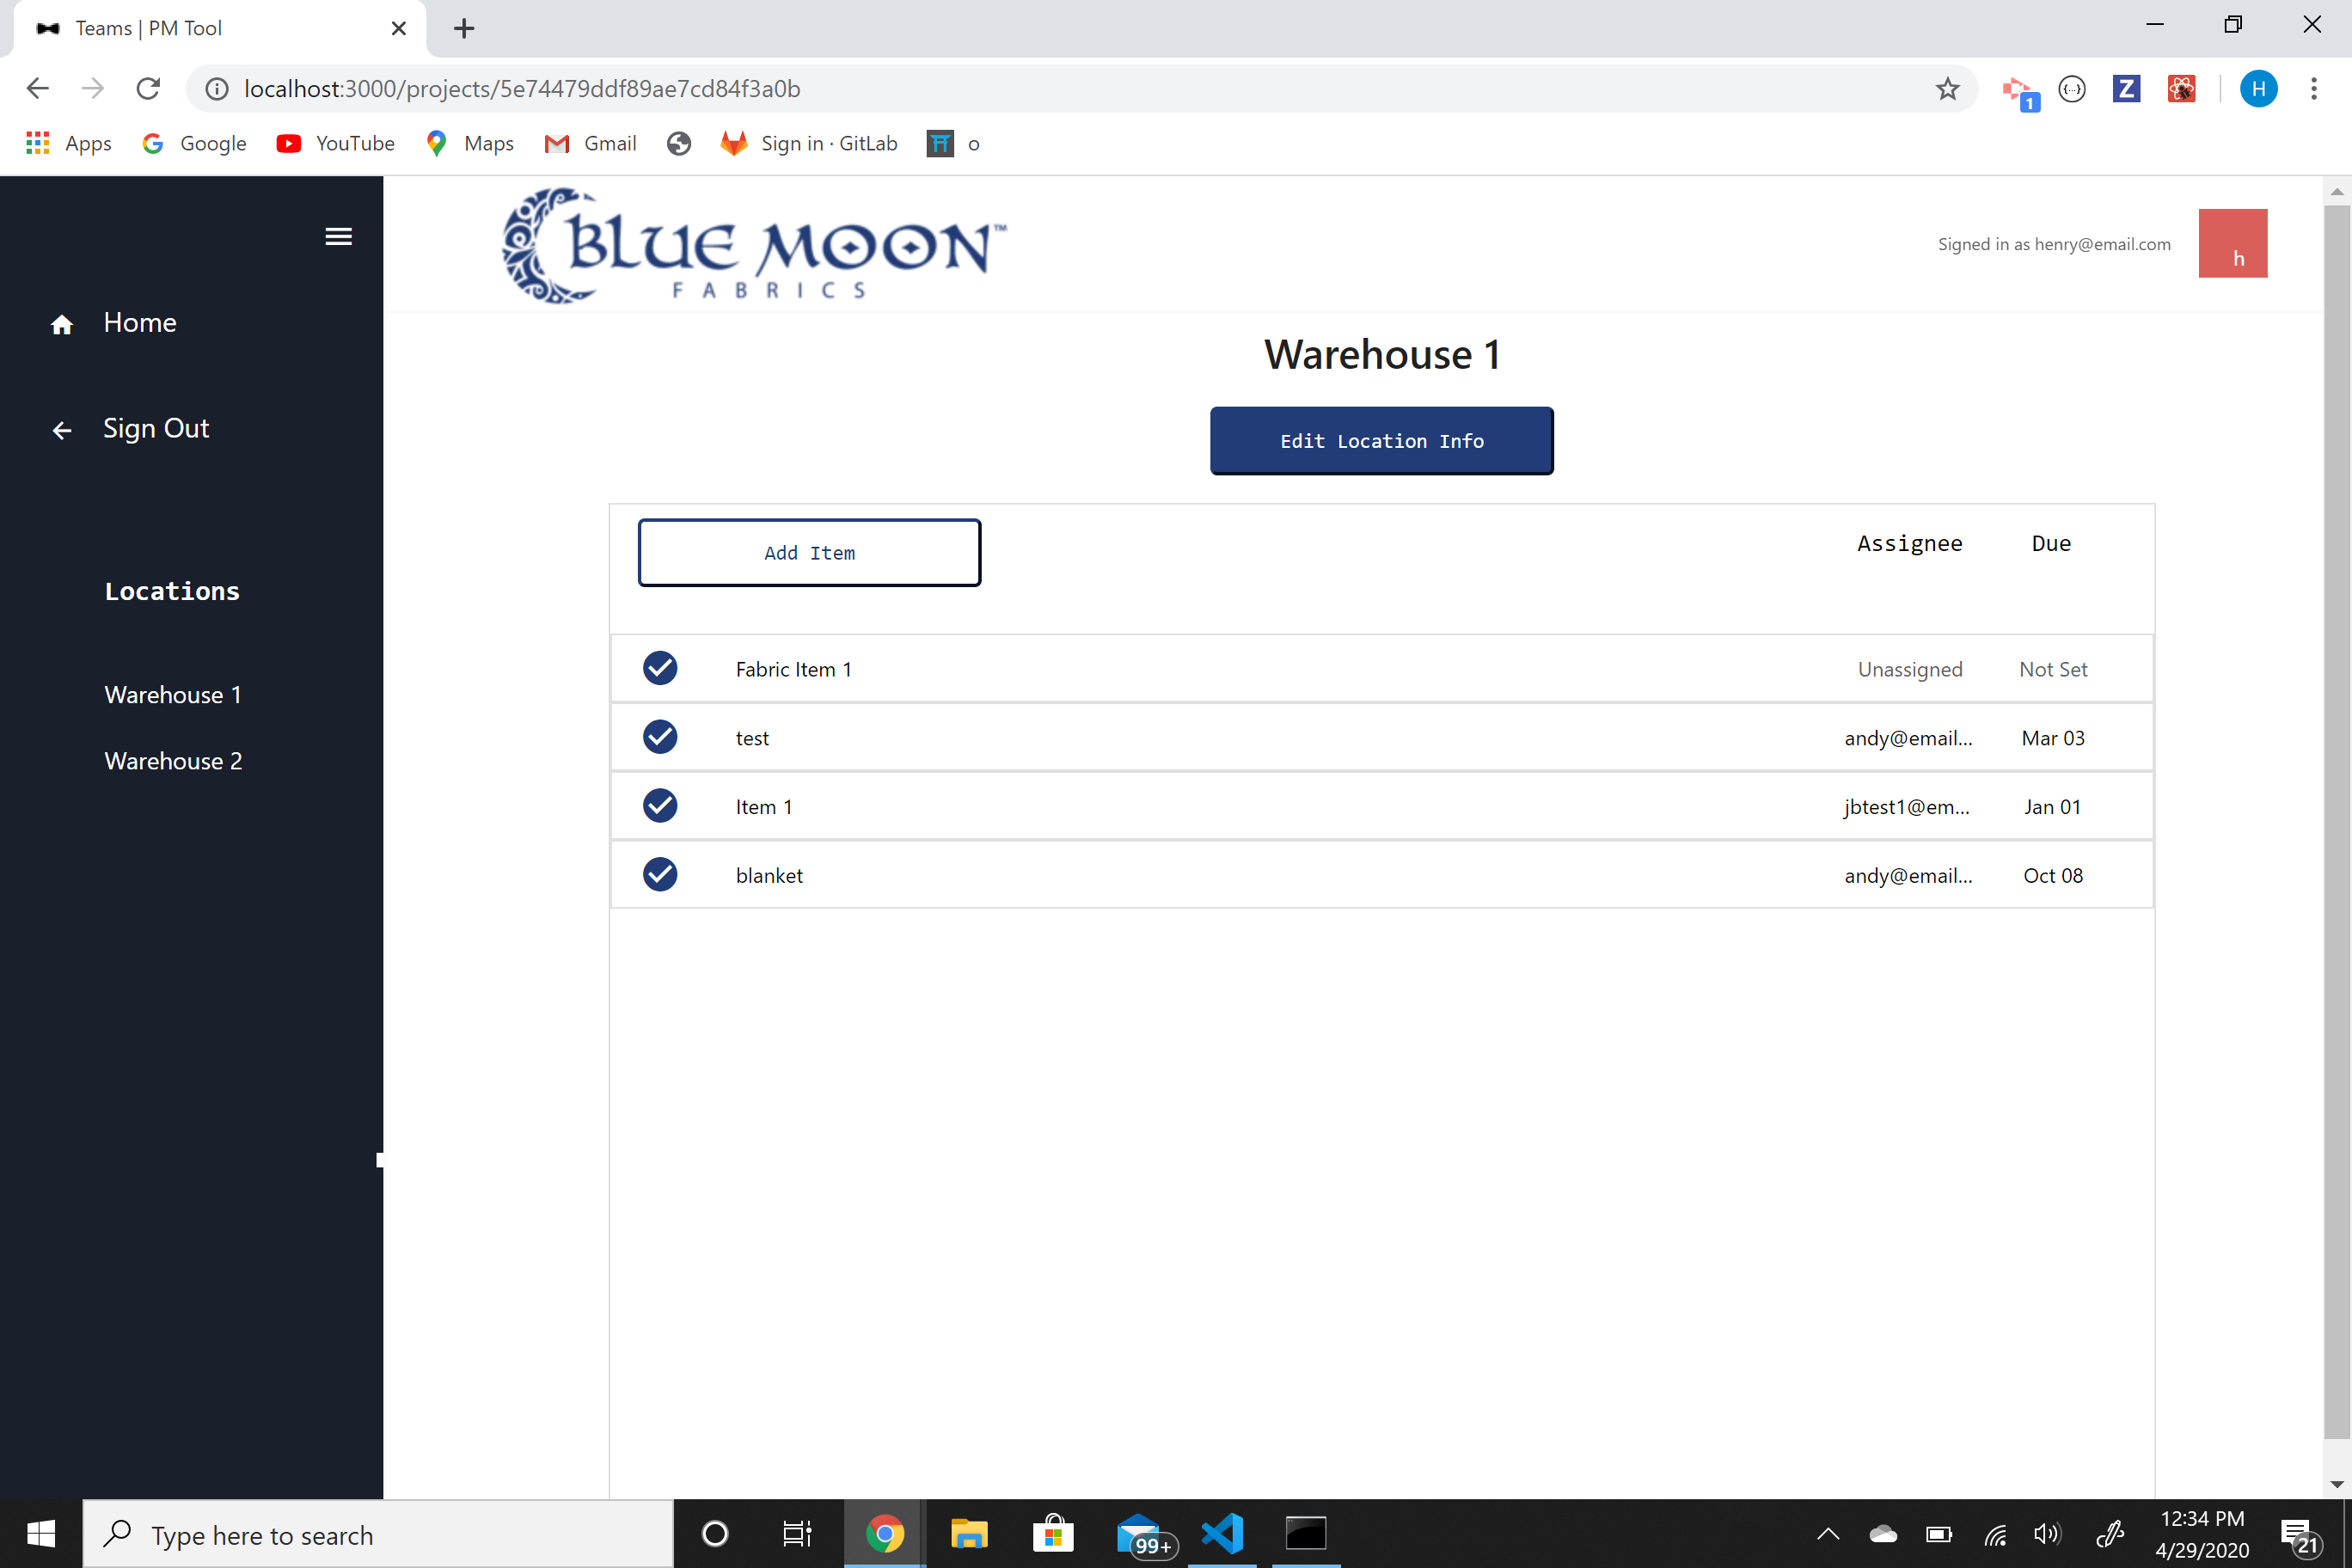 Teams | PM Tool
localhost:3000/projects/5e74479ddf89ae7cd84f3a0b
1
{...}
Z
H
Apps
Google
YouTube
Maps
Gmail
Sign in · GitLab
o
BLUE MOON™
FABRICS
Signed in as henry@email.com
h
Home
Sign Out
Locations
Warehouse 1
Warehouse 2
Warehouse 1
Edit Location Info
Add Item Assignee Due
Fabric Item 1 Unassigned Not Set
test andy@email... Mar 03
Item 1 jbtest1@em... Jan 01
blanket andy@email... Oct 08
Type here to search
99+
12:34 PM
4/29/2020
21